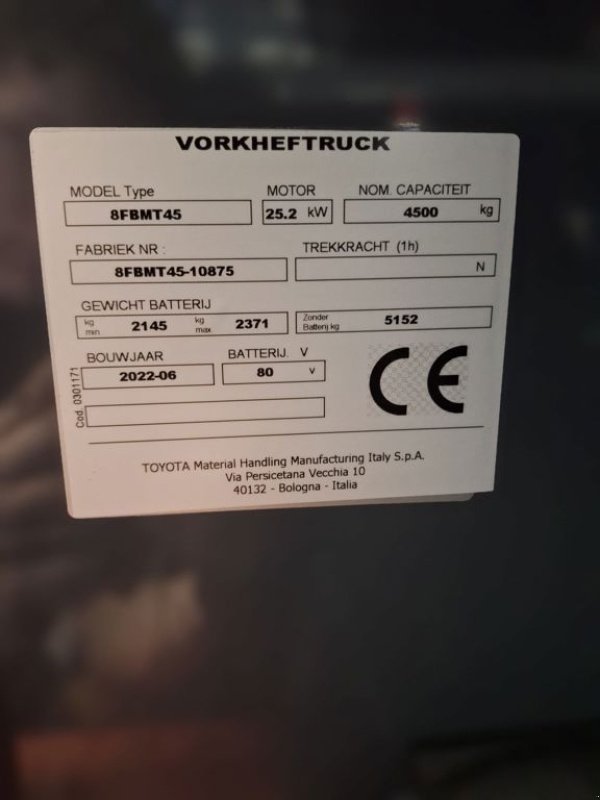 VORKHEFTRUCK
MODEL Type MOTOR NOM. CAPACITEIT
8FBMT45 25.2 kW 4500 kg
FABRIEK NR : TREKKRACHT (1h)
8FBMT45-10875 N
GEWICHT BATTERIJ
kg min 2145 kg max 2371 Zonder Batterij kg 5152
BOUWJAAR BATTERIJ. V
2022-06 80 V
CE
Cod. 0301171
TOYOTA Material Handling Manufacturing Italy S.p.A.
Via Persicetana Vecchia 10
40132 - Bologna - Italia